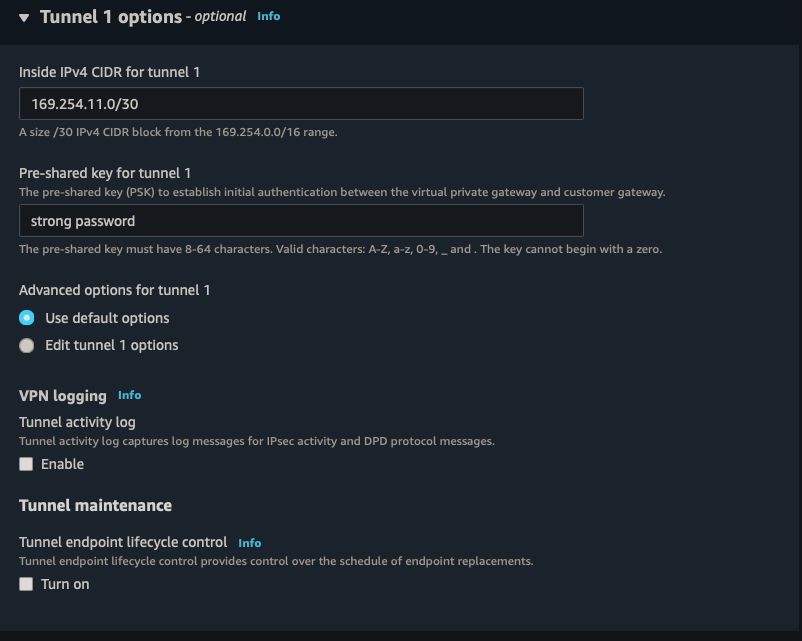 Tunnel 1 options - optional Info
Inside IPv4 CIDR for tunnel 1
169.254.11.0/30
A size /30 IPv4 CIDR block from the 169.254.0.0/16 range.
Pre-shared key for tunnel 1
The pre-shared key (PSK) to establish initial authentication between the virtual private gateway and customer gateway.
strong password
The pre-shared key must have 8-64 characters. Valid characters: A-Z, a-z, 0-9, _ and . The key cannot begin with a zero.
Advanced options for tunnel 1
Use default options
Edit tunnel 1 options
VPN logging Info
Tunnel activity log
Tunnel activity log captures log messages for IPsec activity and DPD protocol messages.
Enable
Tunnel maintenance
Tunnel endpoint lifecycle control Info
Tunnel endpoint lifecycle control provides control over the schedule of endpoint replacements.
Turn on